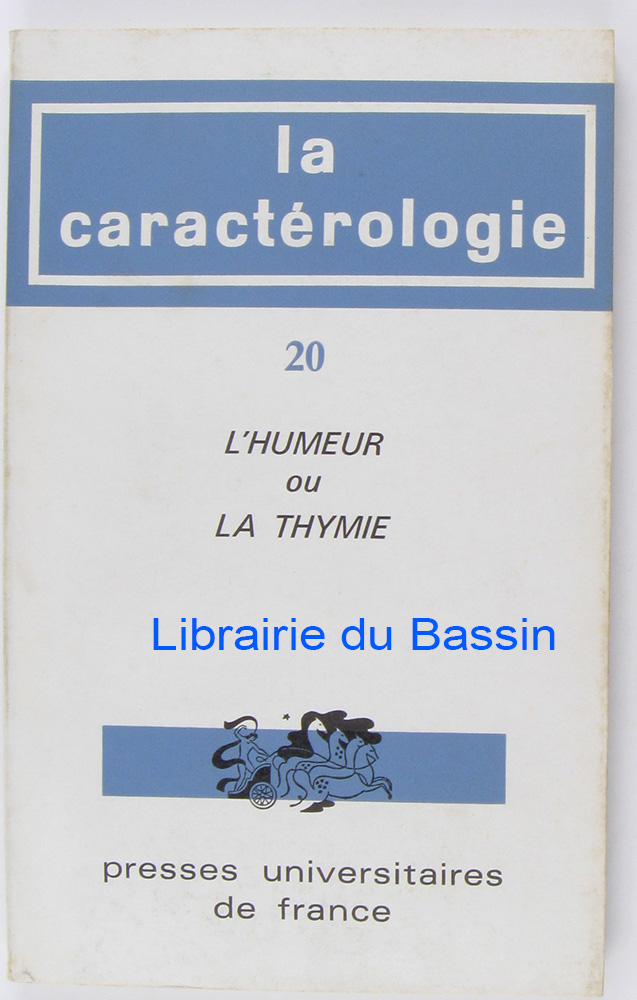 la
caractérologie
20
L'HUMEUR
ou
LA THYMIE
Librairie du Bassin
presses universitaires
de france